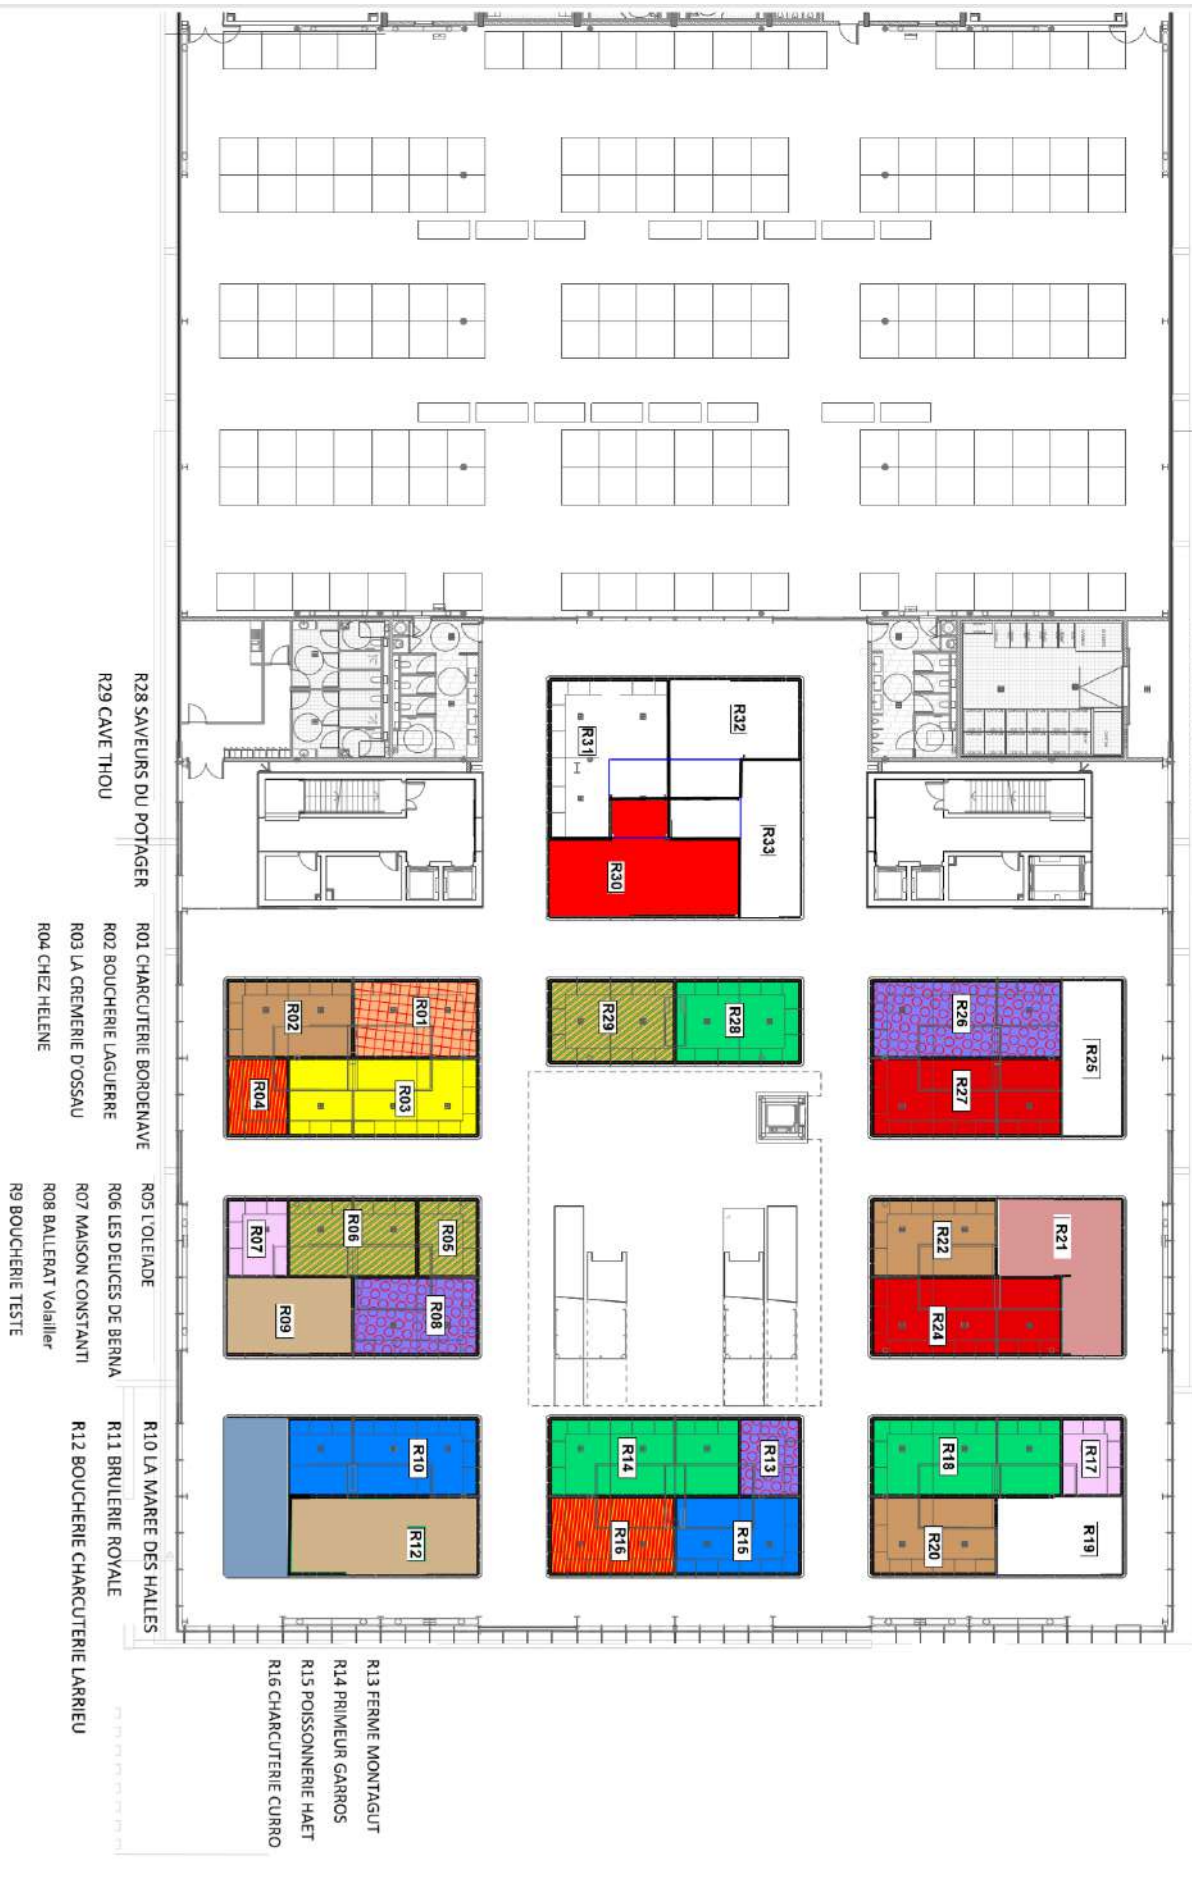 R32
R31
R33
R30
R02
R01
R29
R28
R26
R25
R04
R03
R27
R07
R06
R05
R22
R21
R09
R08
R24
R10
R14
R13
R18
R17
R12
R16
R15
R20
R19
R28 SAVEURS DU POTAGER
R29 CAVE THOU
R01 CHARCUTERIE BORDENAVE
R02 BOUCHERIE LAGUERRE
R03 LA CREMERIE D'OSSAU
R04 CHEZ HELENE
R05 L'OLEIADE
R06 LES DELICES DE BERNA
R07 MAISON CONSTANTI
R08 BALLERAT Volailler
R9 BOUCHERIE TESTE
R10 LA MAREE DES HALLES
R11 BRULERIE ROYALE
R12 BOUCHERIE CHARCUTERIE LARRIEU
R13 FERME MONTAGUT
R14 PRIMEUR GARROS
R15 POISSONNERIE HAET
R16 CHARCUTERIE CURRO